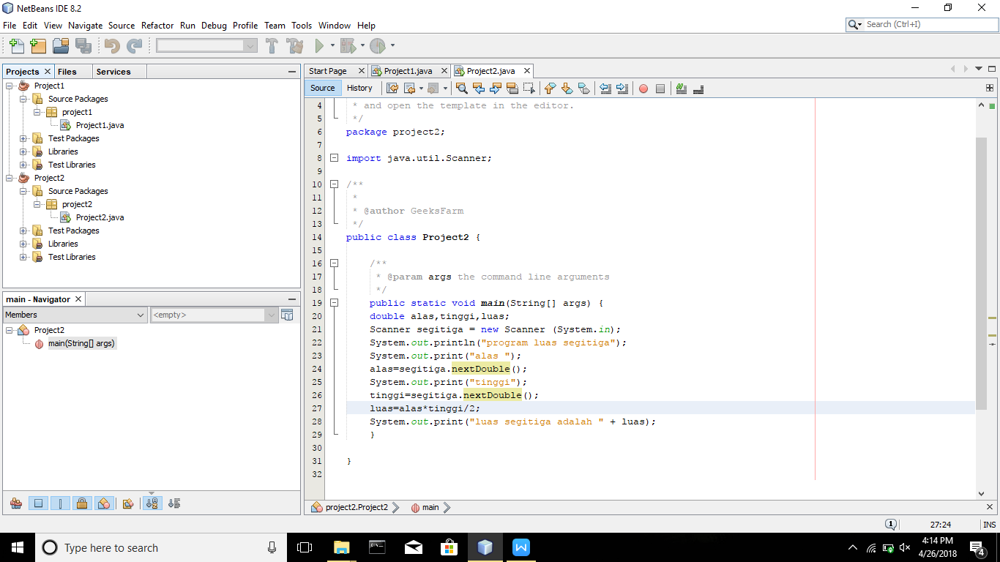 NetBeans IDE 8.2
File Edit View Navigate Source Refactor Run Debug Profile Team Tools Window Help
Search (Ctrl+I)
Projects Files Services
Project1
Source Packages
project1
Project1.java
Test Packages
Libraries
Test Libraries
Project2
Source Packages
project2
Project2.java
Test Packages
Libraries
Test Libraries
main - Navigator
Members <empty>
Project2
main(String[] args)
Start Page Project1.java Project2.java
Source History
4 * and open the template in the editor.
5 */
6 package project2;
7
8 import java.util.Scanner;
9
10 /**
11 *
12 * @author GeeksFarm
13 */
14 public class Project2 {
15
16 /**
17 * @param args the command line arguments
18 */
19 public static void main(String[] args) {
20 double alas,tinggi,luas;
21 Scanner segitiga = new Scanner (System.in);
22 System.out.println("program luas segitiga");
23 System.out.print("alas ");
24 alas=segitiga.nextDouble();
25 System.out.print("tinggi");
26 tinggi=segitiga.nextDouble();
27 luas=alas*tinggi/2;
28 System.out.print("luas segitiga adalah " + luas);
29 }
30
31 }
32
project2.Project2 main
1 27:24 INS
Type here to search
4:14 PM
4/26/2018
4